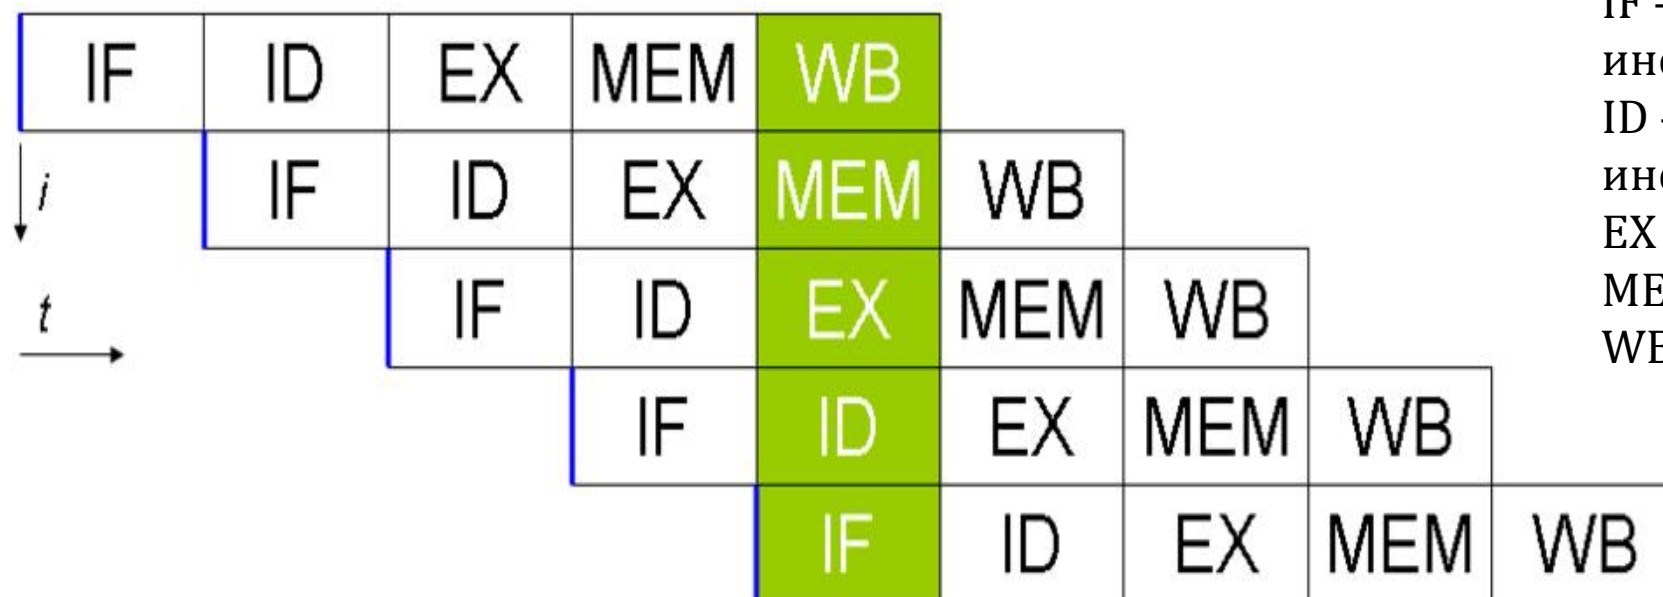 IF ID EX MEM WB
i IF ID EX MEM WB
t IF ID EX MEM WB
IF ID EX MEM WB
IF ID EX MEM WB
IF -
ID -
EX